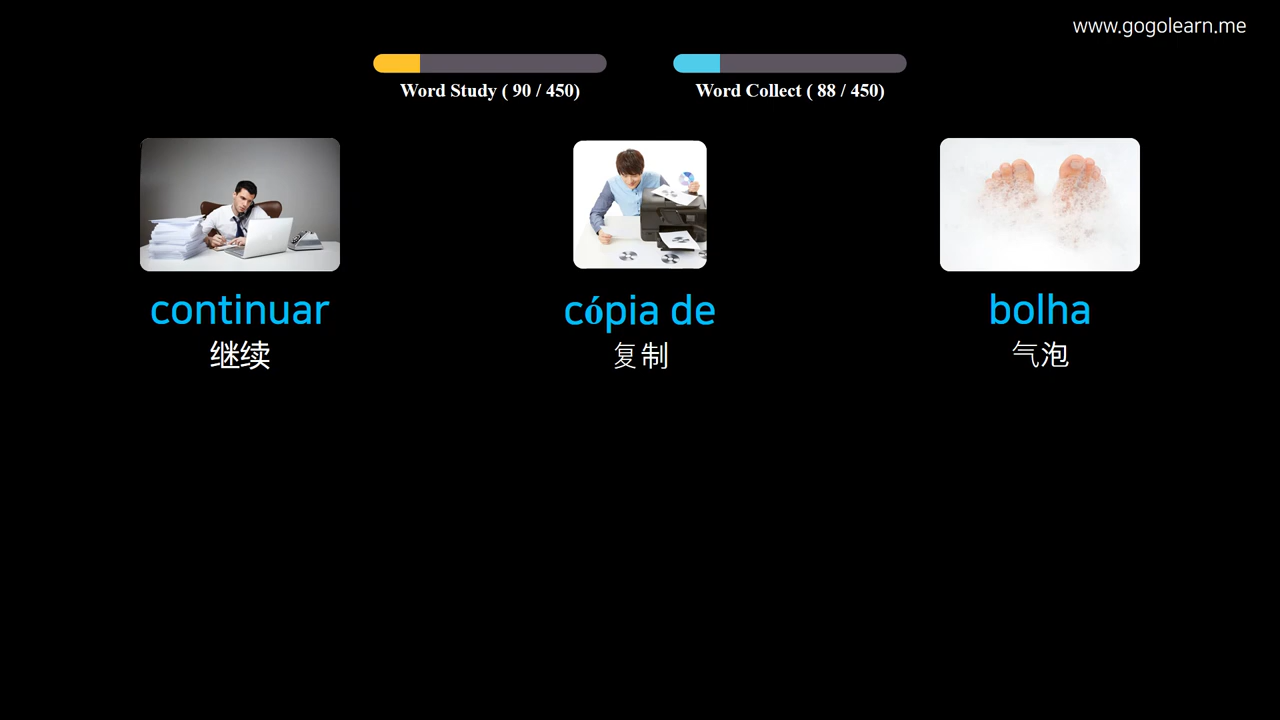 www.gogolearn.me
Word Study ( 90 / 450)
Word Collect ( 88 / 450)
continuar
继续
cópia de
复制
bolha
气泡